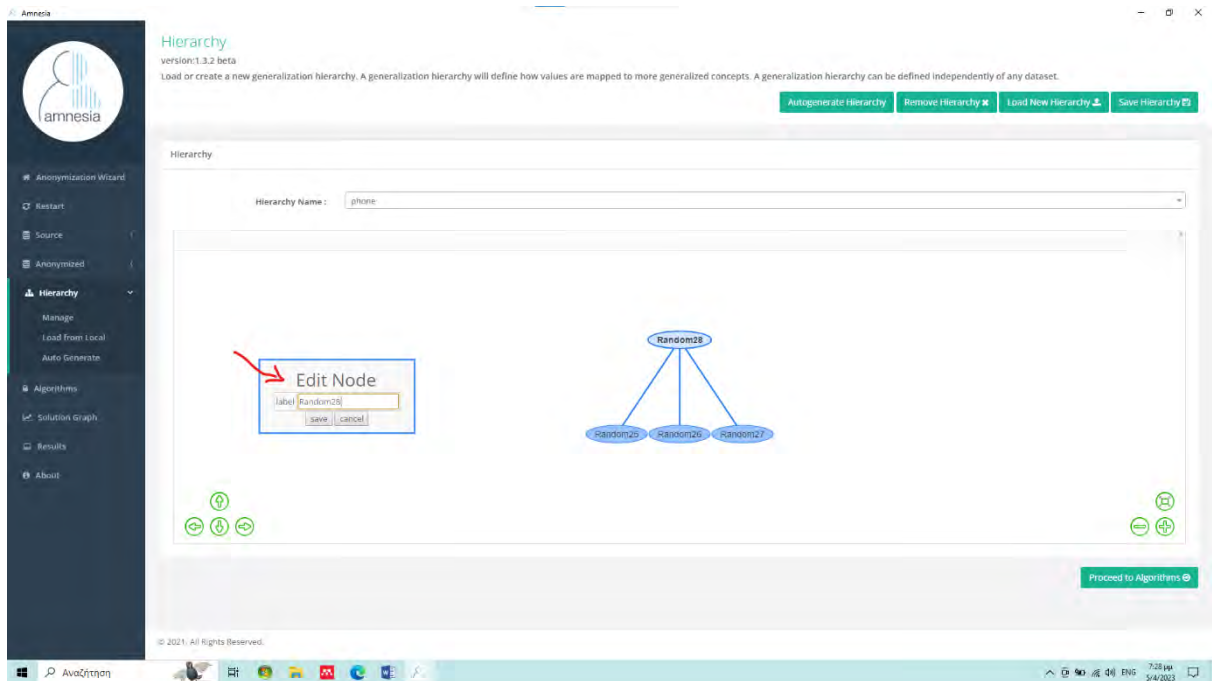 Amnesia
amnesia
Anonymization Wizard
Restart
Source
Anonymized
Hierarchy
Manage
Load from Local
Auto Generate
Algorithms
Solution Graph
Results
About
Hierarchy
version:1.3.2 beta
Load or create a new generalization hierarchy. A generalization hierarchy will define how values are mapped to more generalized concepts. A generalization hierarchy can be defined independently of any dataset.
Autogenerate Hierarchy Remove Hierarchy Load New Hierarchy Save Hierarchy
Hierarchy
Hierarchy Name : phone
Edit Node
label Random28
save cancel
Random28
Random25 Random26 Random27
Proceed to Algorithms
© 2021. All Rights Reserved.
Αναζήτηση
ENG
7:28 μμ
5/4/2023